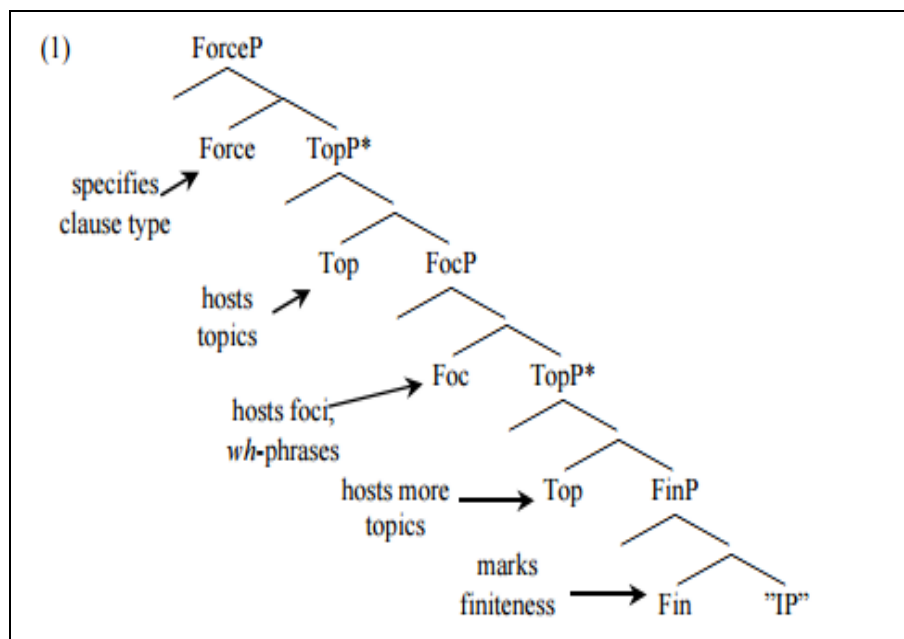 (1) ForceP
Force TopP*
specifies
clause type
Top FocP
hosts
topics
Foc TopP*
hosts foci,
wh-phrases
hosts more
topics
Top FinP
marks
finiteness
Fin ”IP”